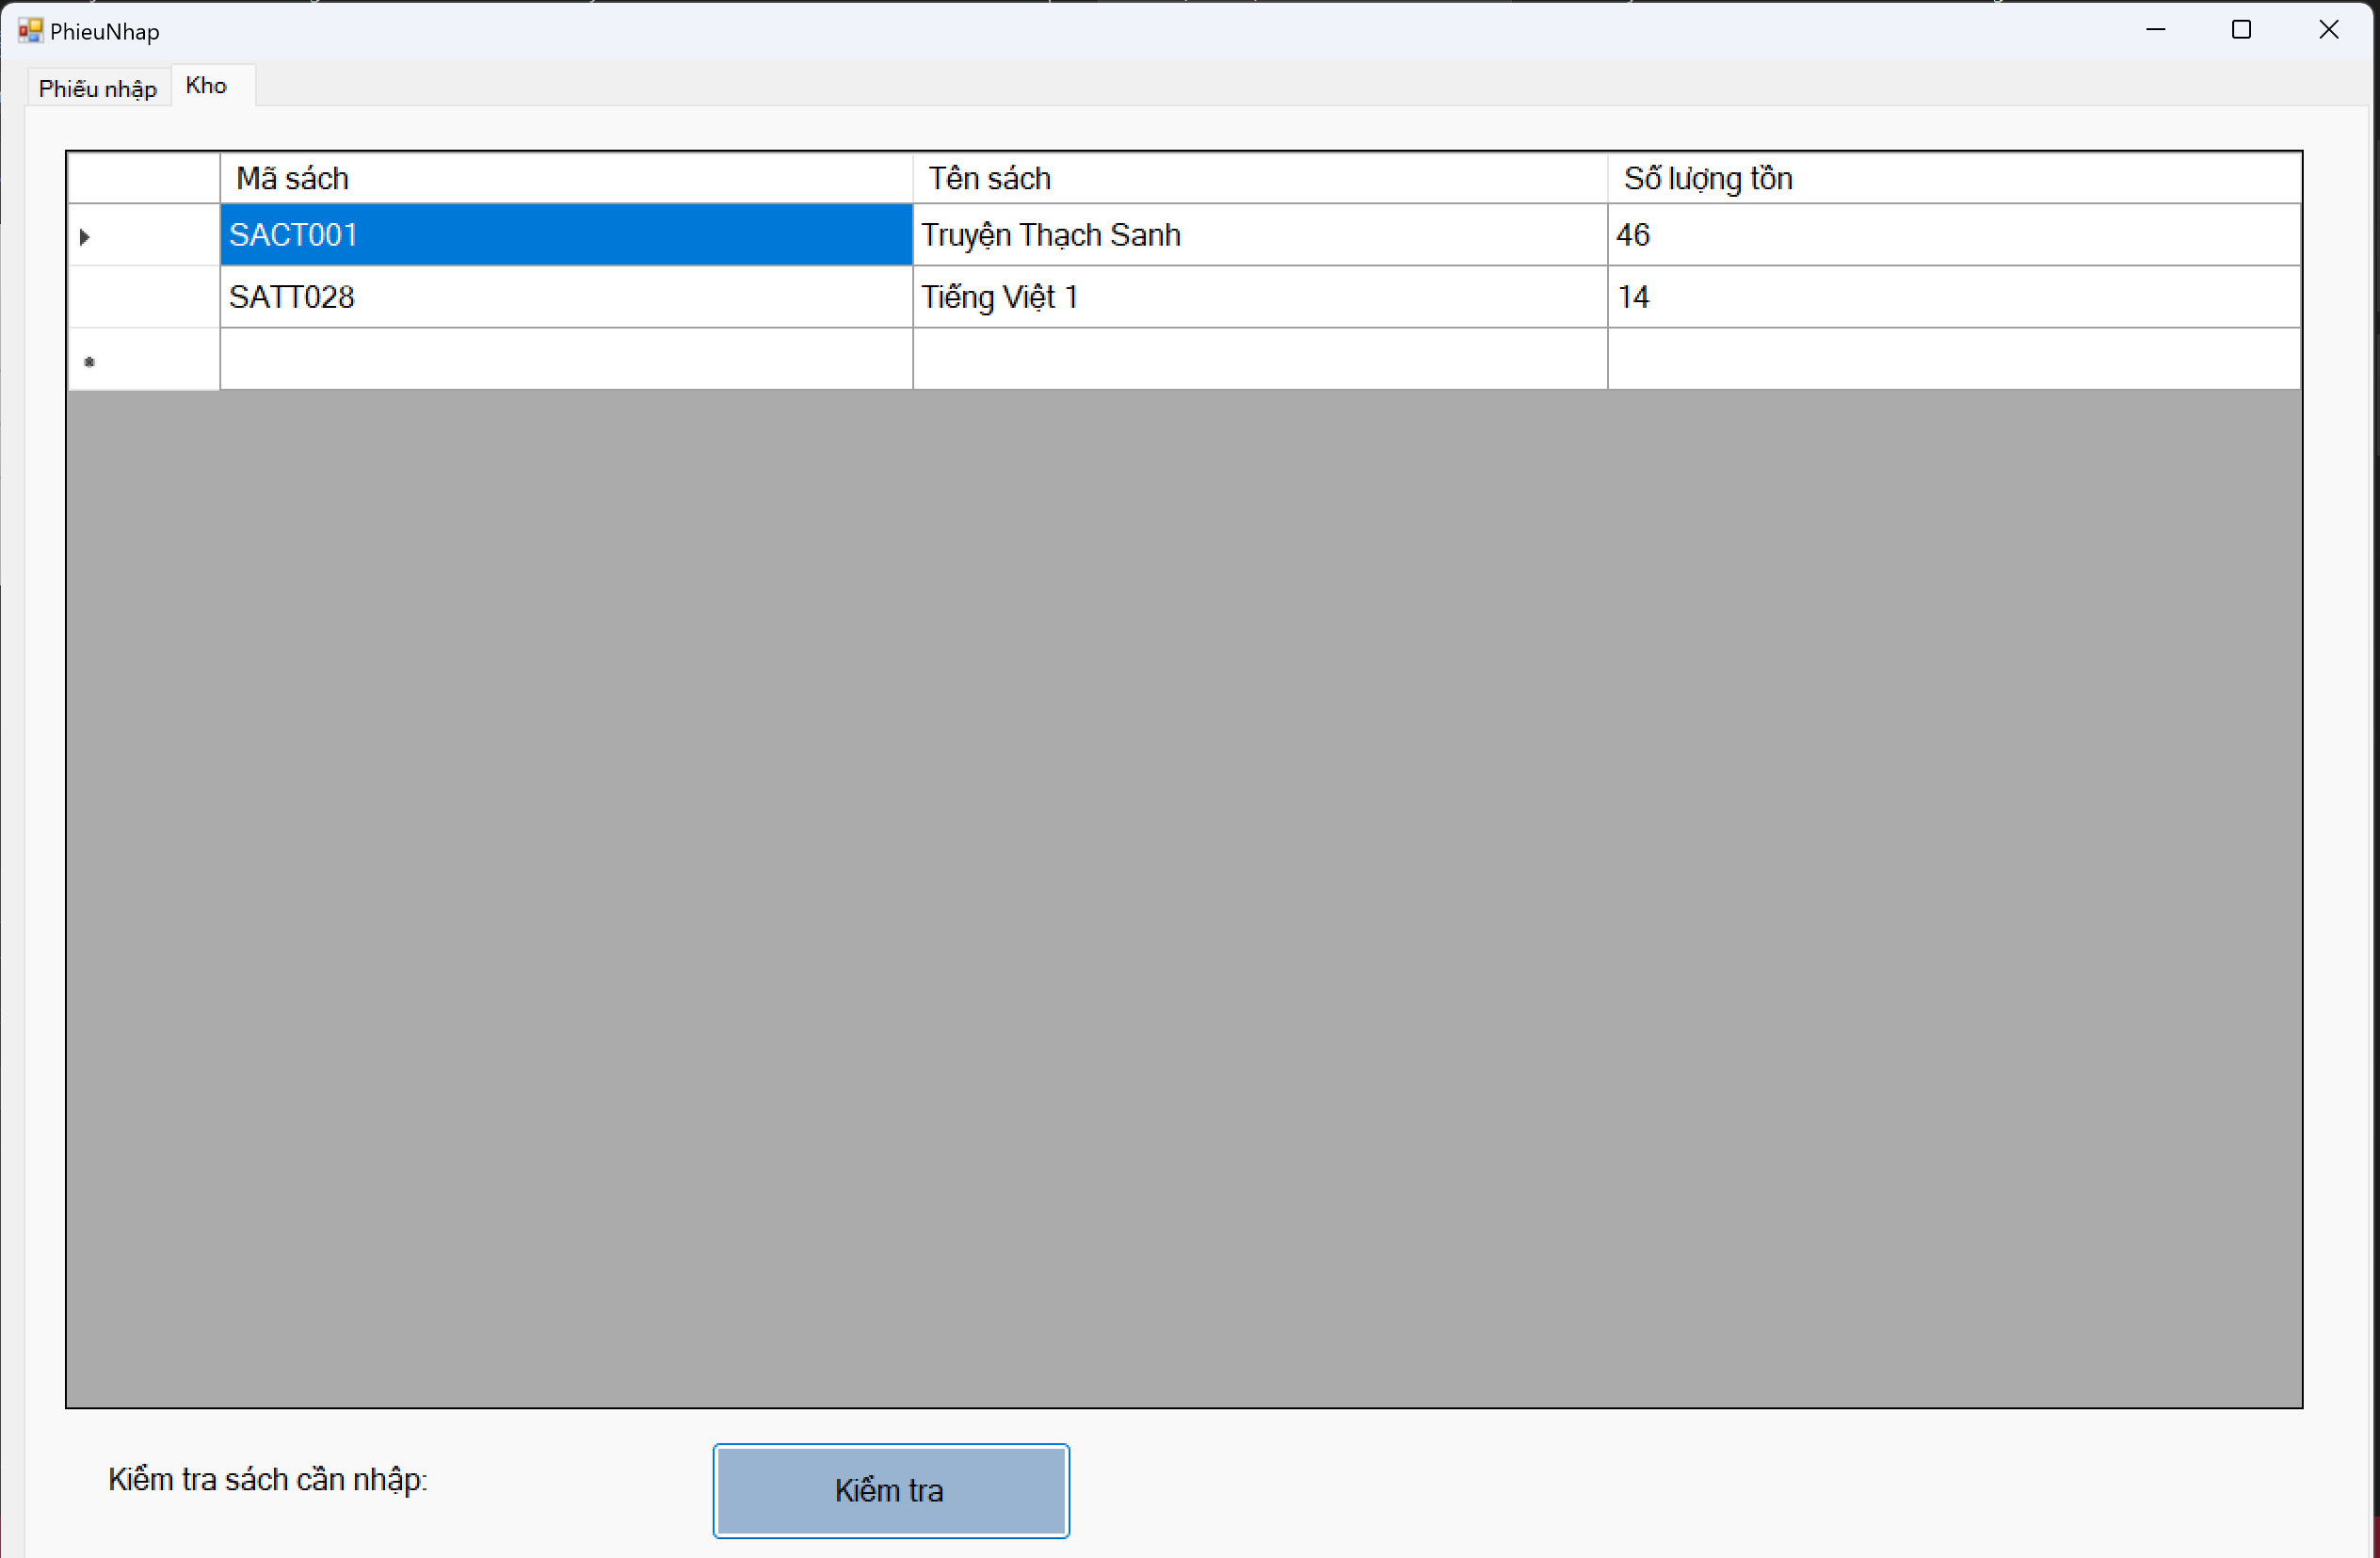 PhieuNhap
Phiếu nhập Kho
Mã sách Tên sách Số lượng tồn
SACT001 Truyện Thạch Sanh 46
SATT028 Tiếng Việt 1 14
Kiểm tra sách cần nhập: Kiểm tra